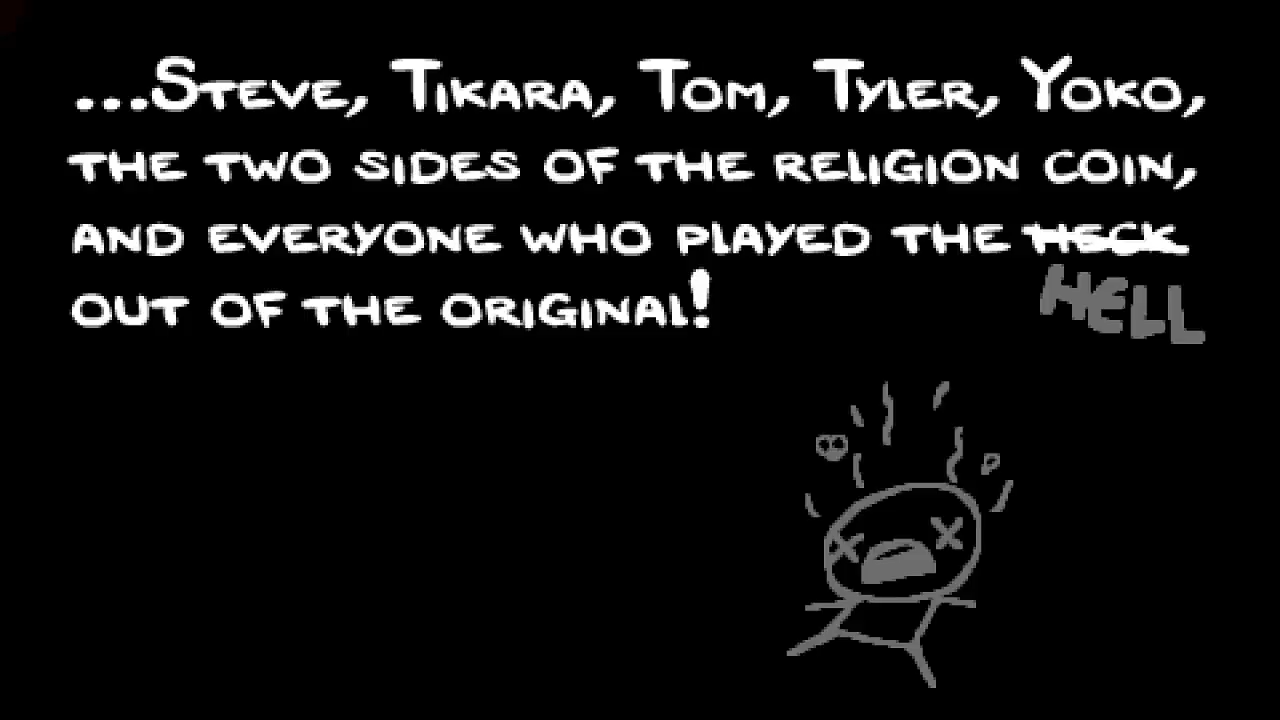 ...Steve, Tikara, Tom, Tyler, Yoko,
the two sides of the religion coin,
and everyone who played the heck
out of the original!
HELL